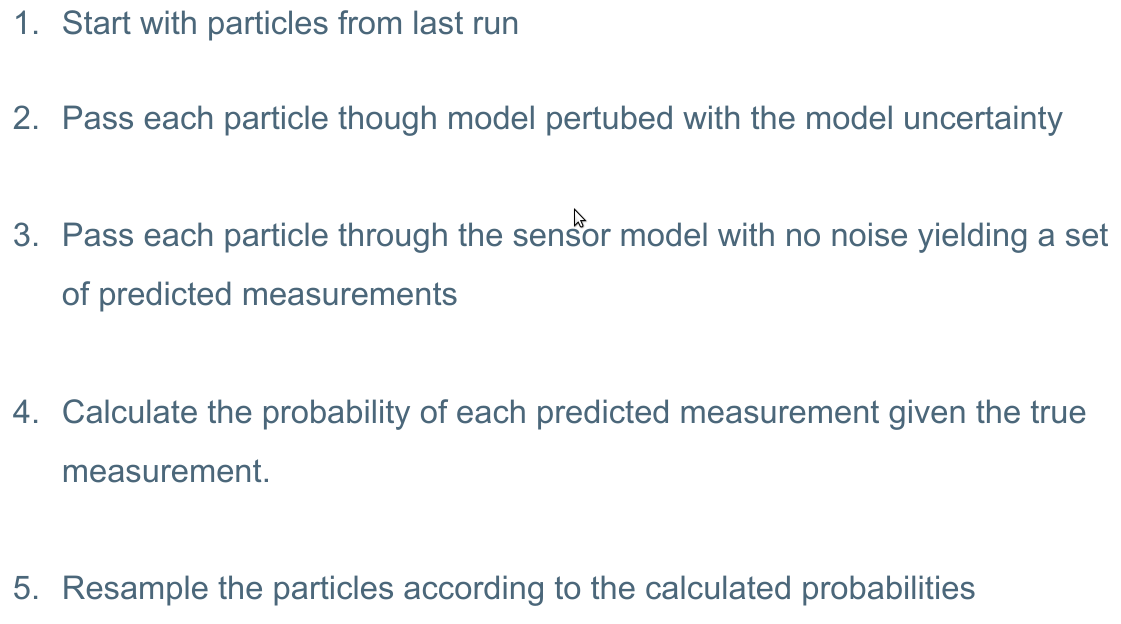 1. Start with particles from last run
2. Pass each particle though model pertubed with the model uncertainty
3. Pass each particle through the sensor model with no noise yielding a set
of predicted measurements
4. Calculate the probability of each predicted measurement given the true
measurement.
5. Resample the particles according to the calculated probabilities